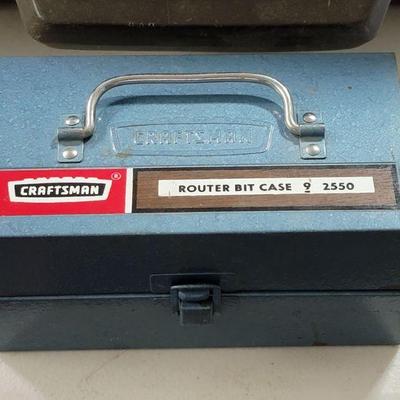 CRAFTSMAN
CRAFTSMAN ®
ROUTER BIT CASE 9 2550